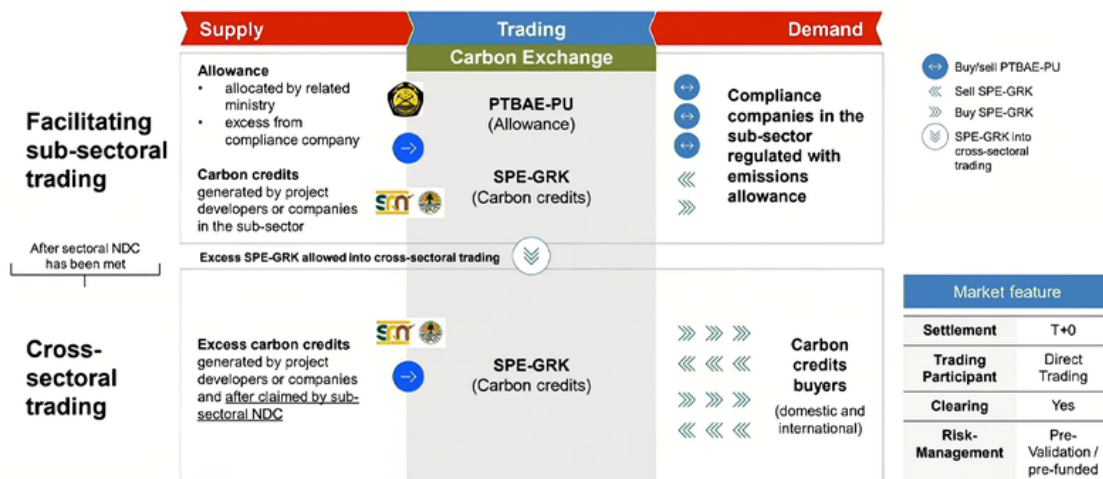 Supply
Trading
Demand
Carbon Exchange
Facilitating
sub-sectoral
trading
Allowance
• allocated by related
ministry
• excess from
compliance company
Carbon credits
generated by project
developers or companies
in the sub-sector
srn
PTBAE-PU
(Allowance)
SPE-GRK
(Carbon credits)
Compliance
companies in the
sub-sector
regulated with
emissions
allowance
Buy/sell PTBAE-PU
Sell SPE-GRK
Buy SPE-GRK
SPE-GRK into
cross-sectoral
trading
After sectoral NDC
has been met
Excess SPE-GRK allowed into cross-sectoral trading
Cross-
sectoral
trading
Excess carbon credits
generated by project
developers or companies
and after claimed by sub-
sectoral NDC
srn
SPE-GRK
(Carbon credits)
Carbon
credits
buyers
(domestic and
international)
Market feature
Settlement T+0
Trading Participant Direct Trading
Clearing Yes
Risk-Management Pre-Validation / pre-funded